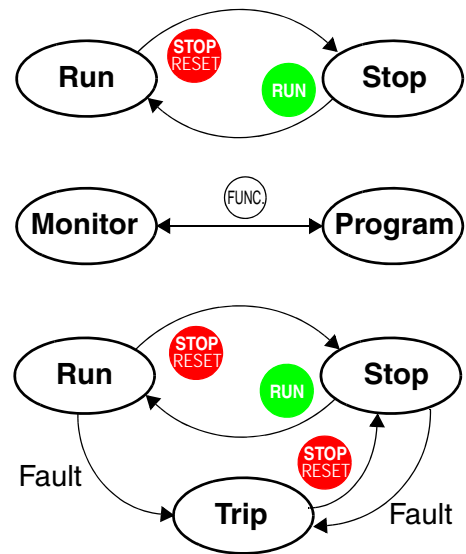 Run
STOP
RESET
RUN
Stop
Monitor
FUNC.
Program
Run
STOP
RESET
RUN
Stop
Fault
STOP
RESET
Trip
Fault